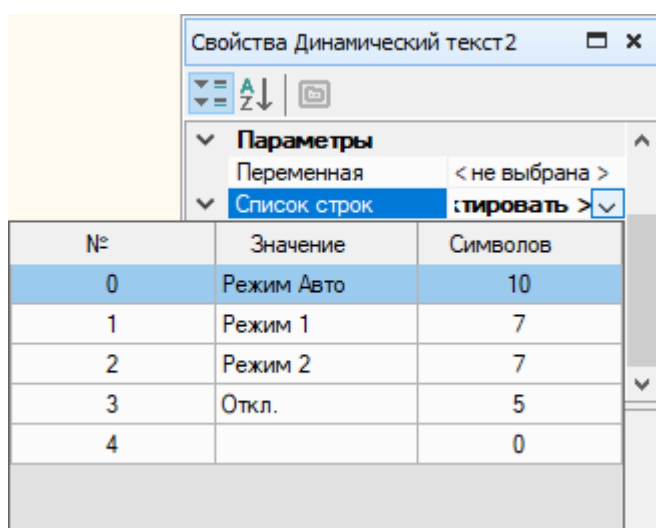 Свойства Динамический текст2
Параметры
Переменная < не выбрана >
Список строк ктировать >
№ Значение Символов
0 Режим Авто 10
1 Режим 1 7
2 Режим 2 7
3 Откл. 5
4 0